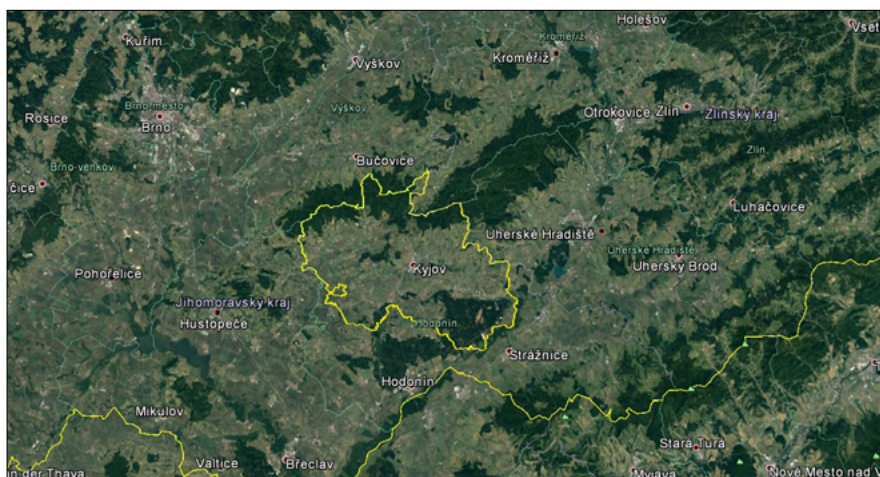 Holešov
Kuřim
Kroměříž
Vset
Kroměříž
Vyškov
Otrokovice Zlín
Zlínský kraj
Brno-město
Vyškov
Rosice
Brno
Zlín
Brno-venkov
Bučovice
čice
Luhačovice
Uherské Hradiště
Uherské Hradiště
Uherský Brod
Kyjov
Pohořelice
Jihomoravský kraj
Hustopeče
Hodonín
Strážnice
Hodonín
Mikulov
Stará Turá
Valtice
Břeclav
in der Thaya
Myjava
Nové Mesto nad V